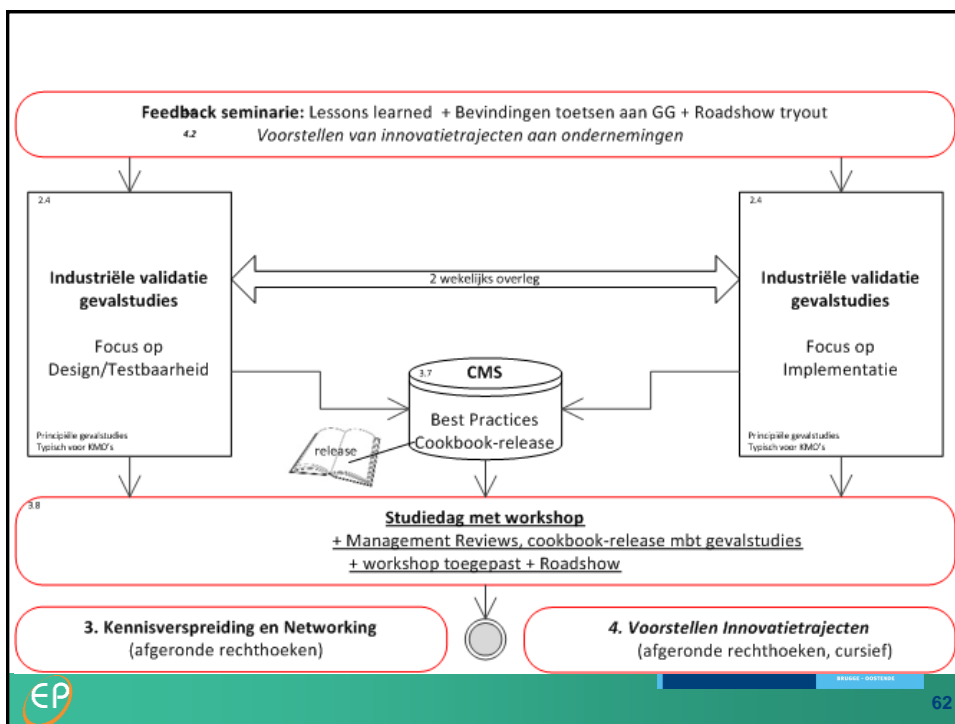 Feedback seminarie: Lessons learned + Bevindingen toetsen aan GG + Roadshow tryout
4.2 Voorstellen van innovatietrajecten aan ondernemingen
2.4
Industriële validatie
gevalstudies
Focus op
Design/Testbaarheid
Principiële gevalstudies
Typisch voor KMO's
2 wekelijks overleg
2.4
Industriële validatie
gevalstudies
Focus op
Implementatie
Principiële gevalstudies
Typisch voor KMO's
3.7 CMS
Best Practices
Cookbook-release
release
3.8
Studiedag met workshop
+ Management Reviews, cookbook-release mbt gevalstudies
+ workshop toegepast + Roadshow
3. Kennisverspreiding en Networking
(afgeronde rechthoeken)
4. Voorstellen Innovatietrajecten
(afgeronde rechthoeken, cursief)
EP
BRUGGE - OOSTENDE
62